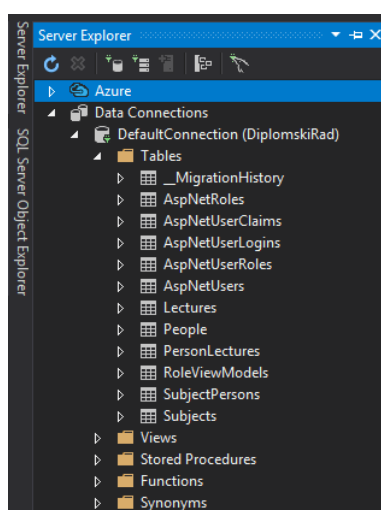 Server Explorer
SQL Server Object Explorer
Server Explorer
Azure
Data Connections
DefaultConnection (DiplomskiRad)
Tables
__MigrationHistory
AspNetRoles
AspNetUserClaims
AspNetUserLogins
AspNetUserRoles
AspNetUsers
Lectures
People
PersonLectures
RoleViewModels
SubjectPersons
Subjects
Views
Stored Procedures
Functions
Synonyms